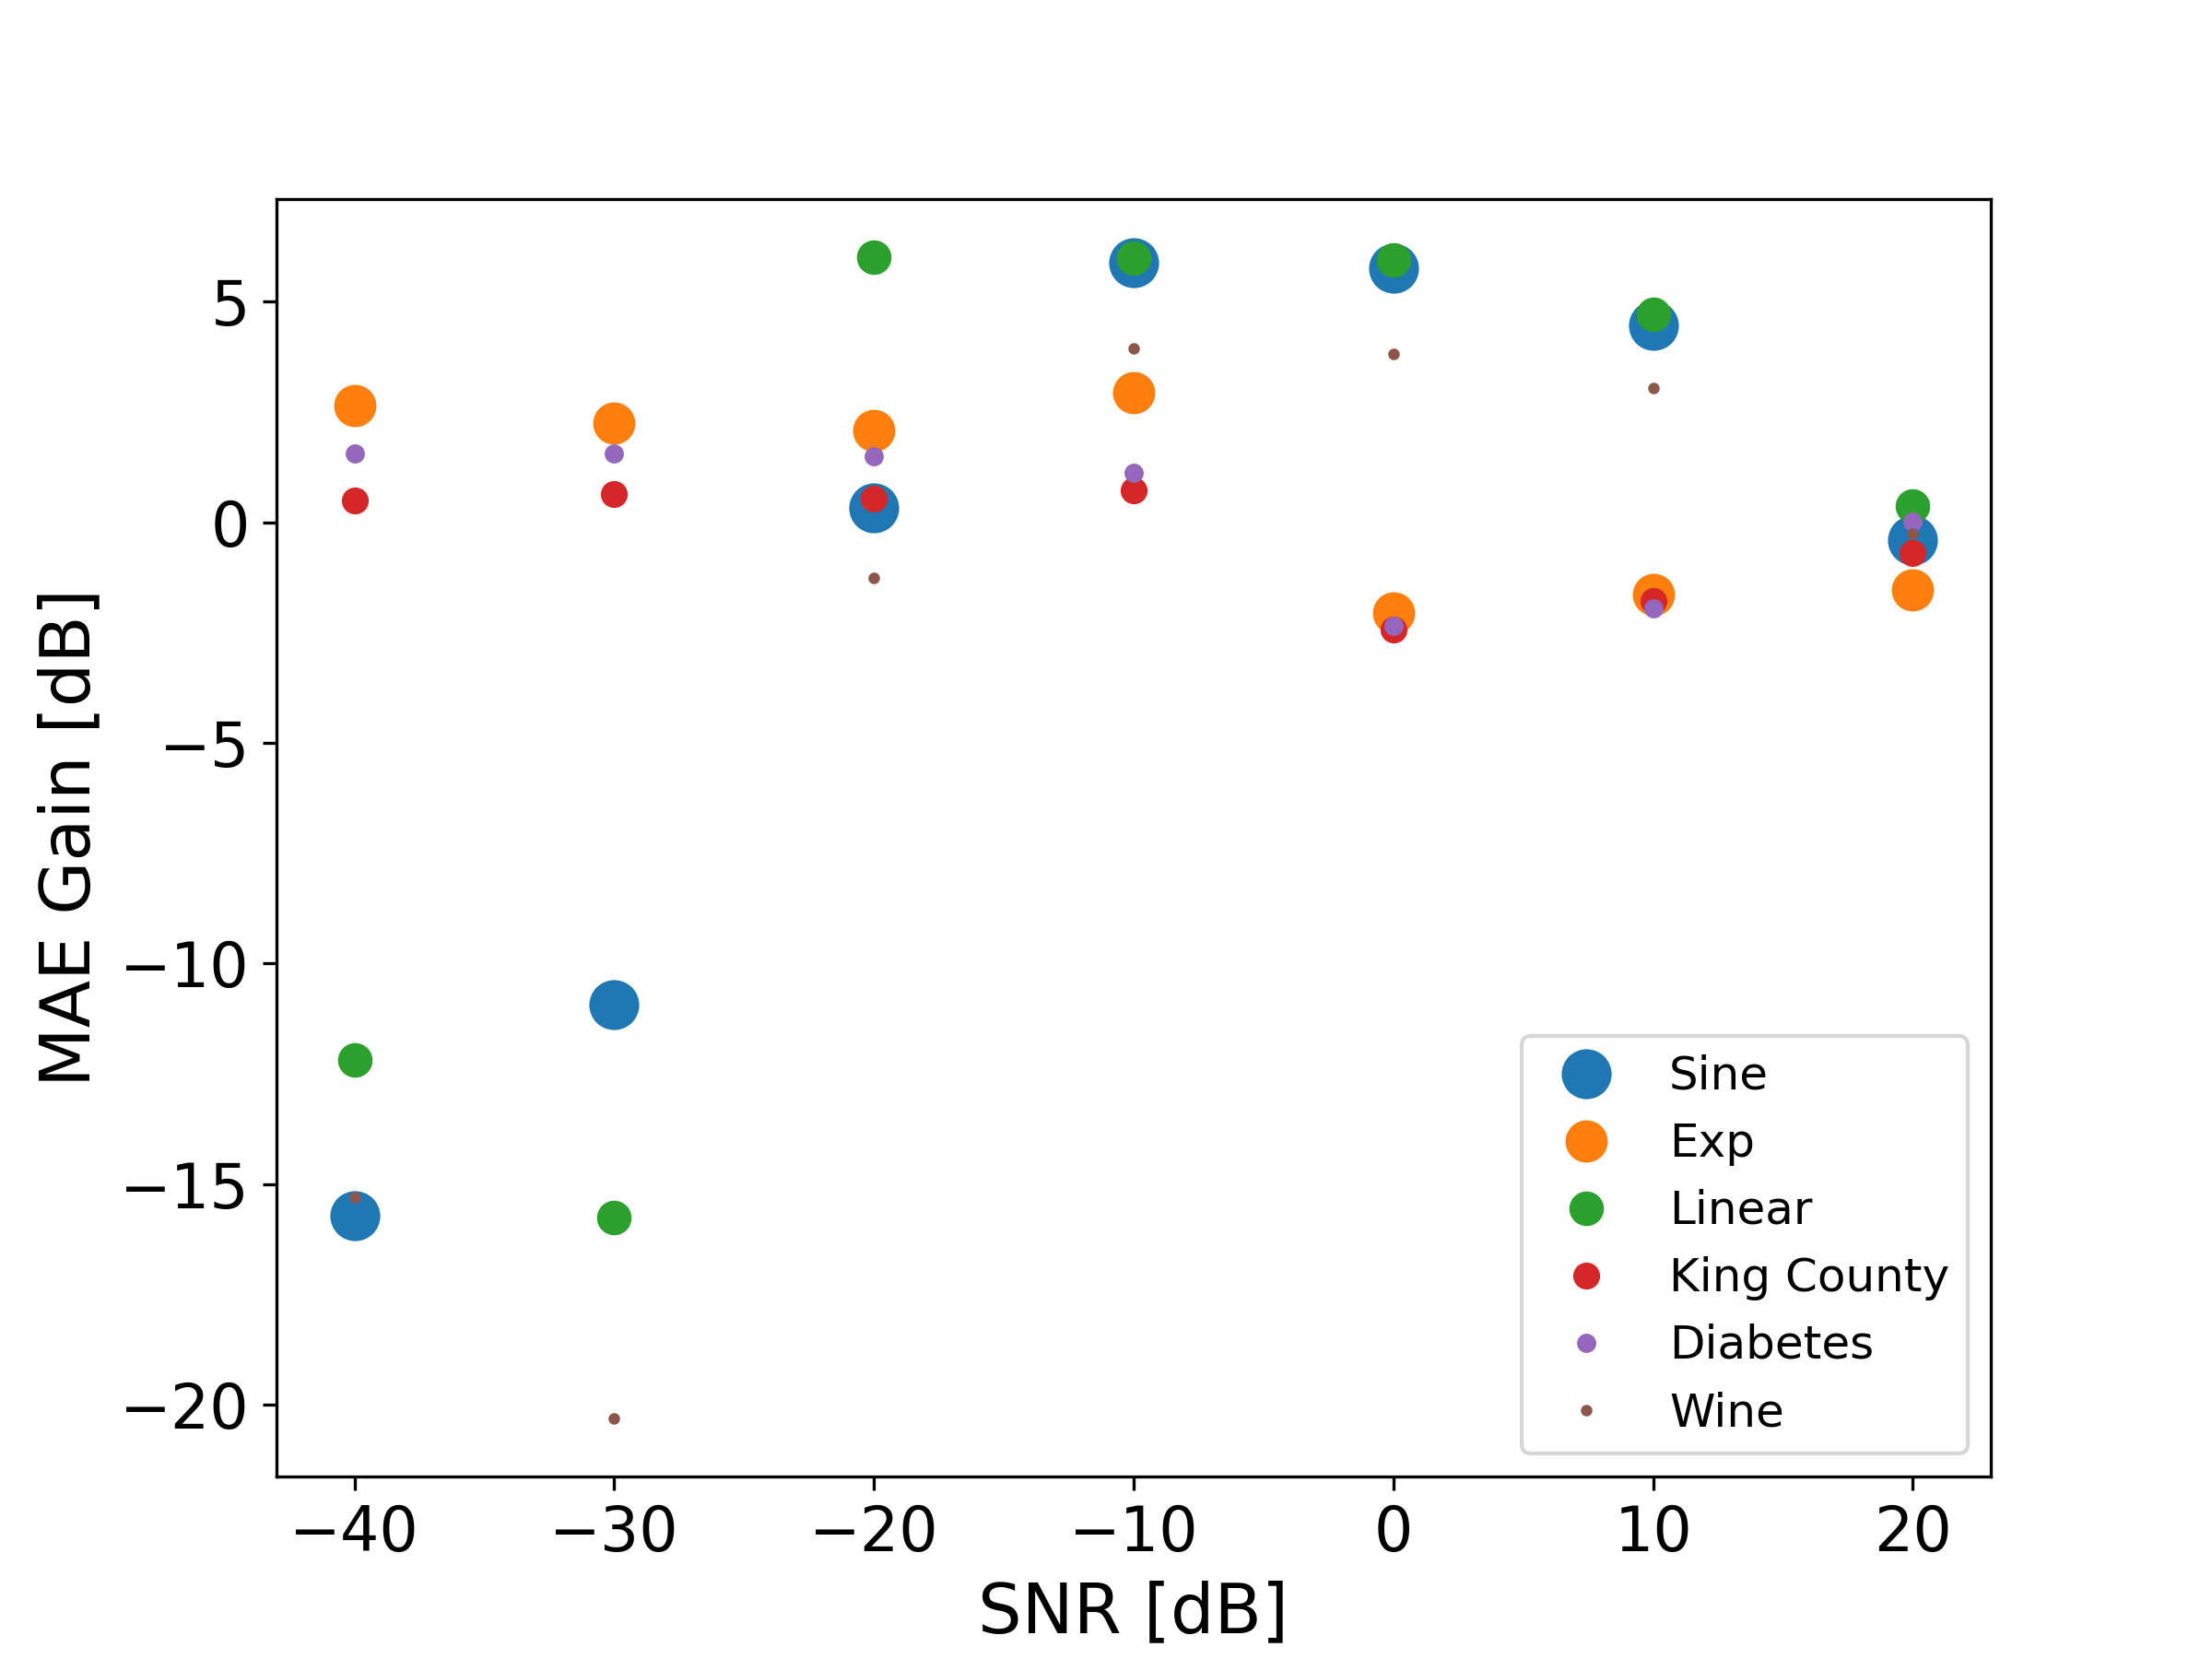 MAE Gain [dB]
5
0
−5
−10
−15
−20
Sine
Exp
Linear
King County
Diabetes
Wine
−40 −30 −20 −10 0 10 20
SNR [dB]